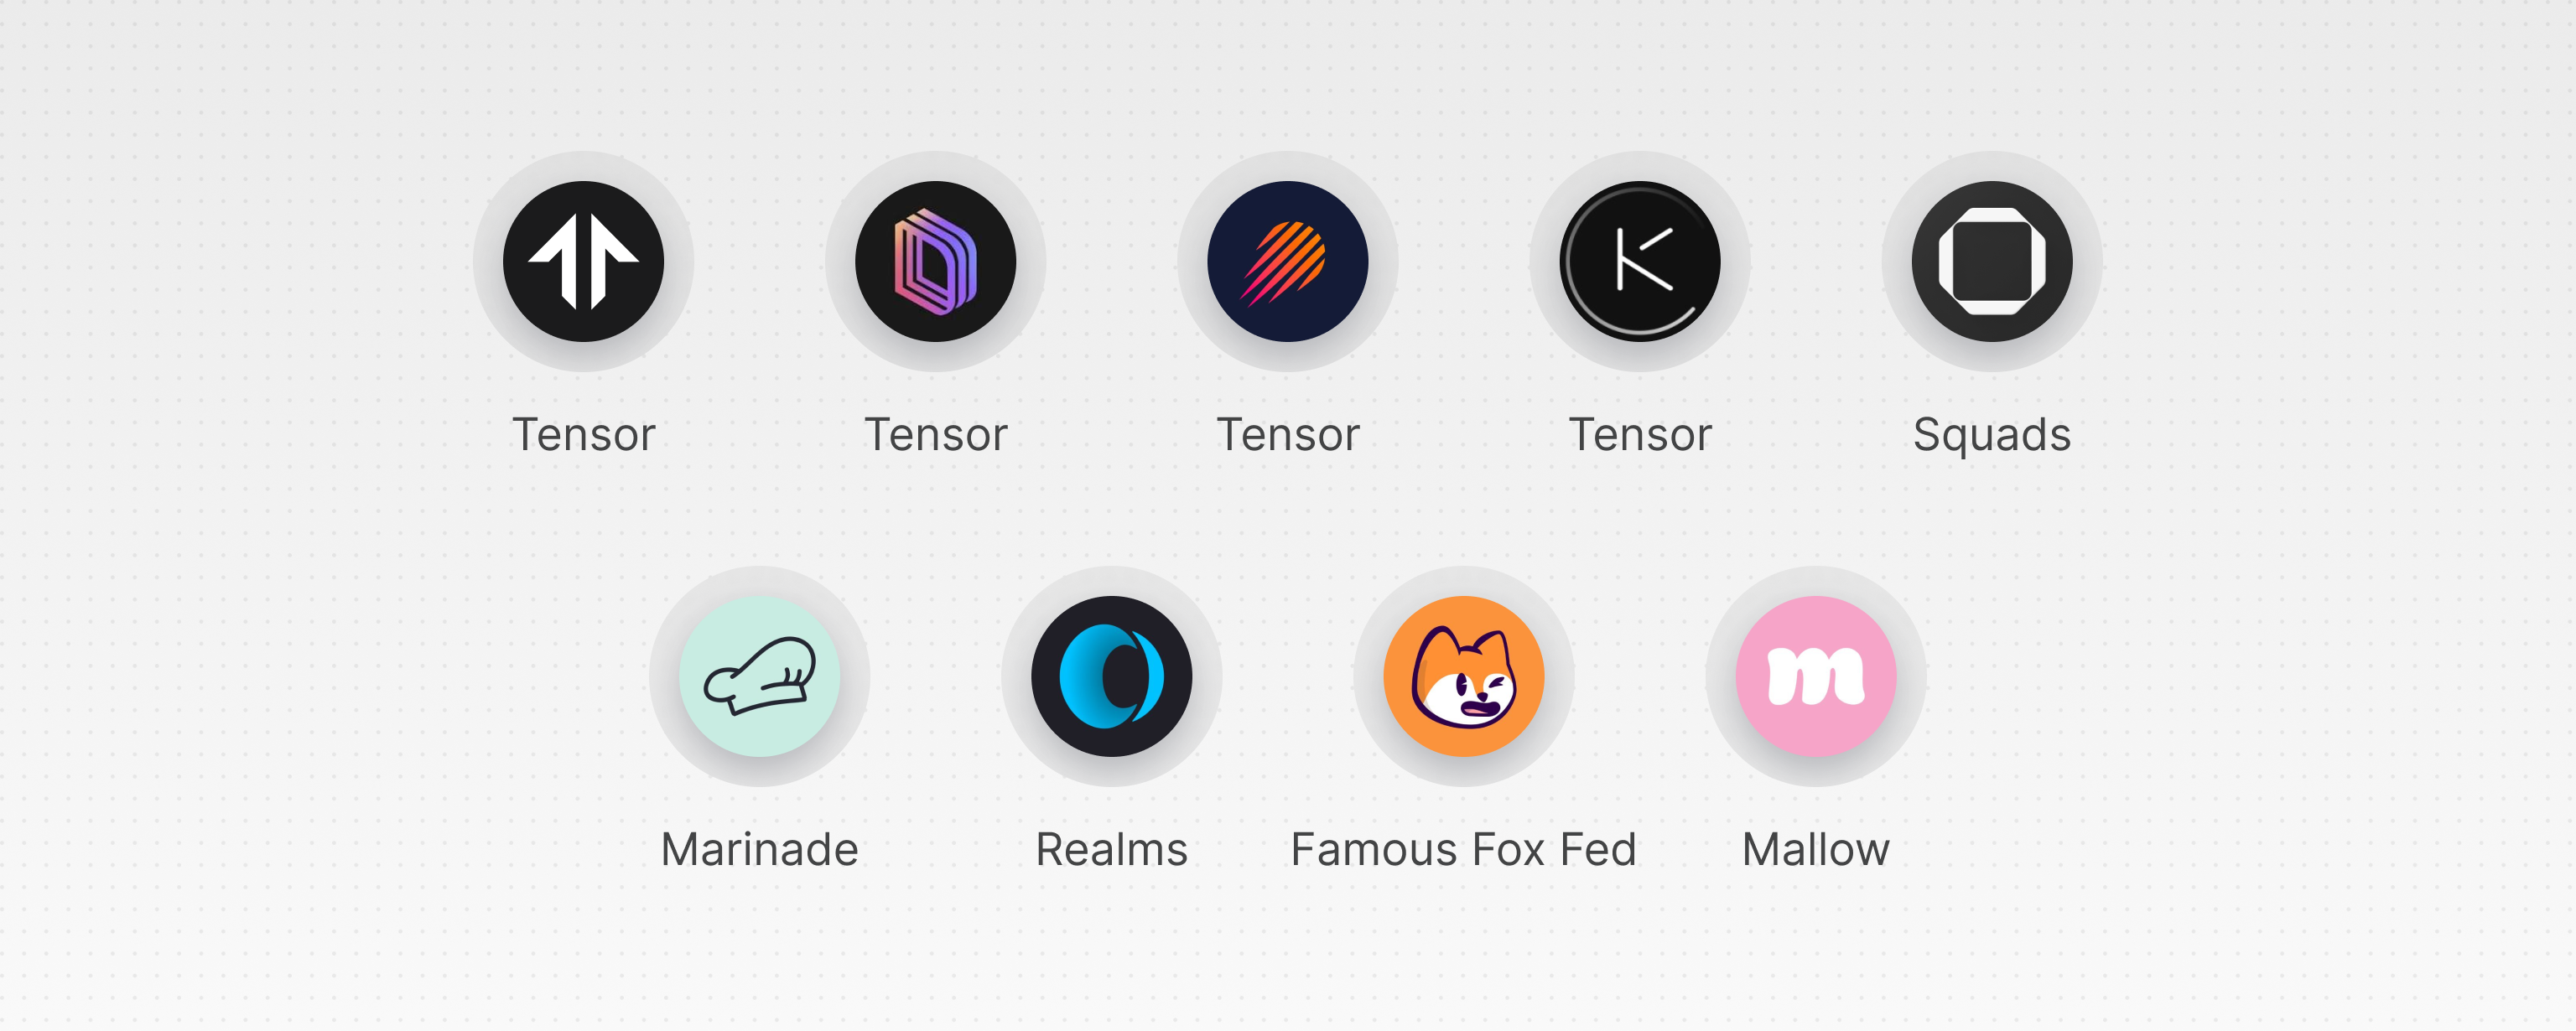 Tensor
Tensor
Tensor
Tensor
Squads
Marinade
Realms
Famous Fox Fed
Mallow